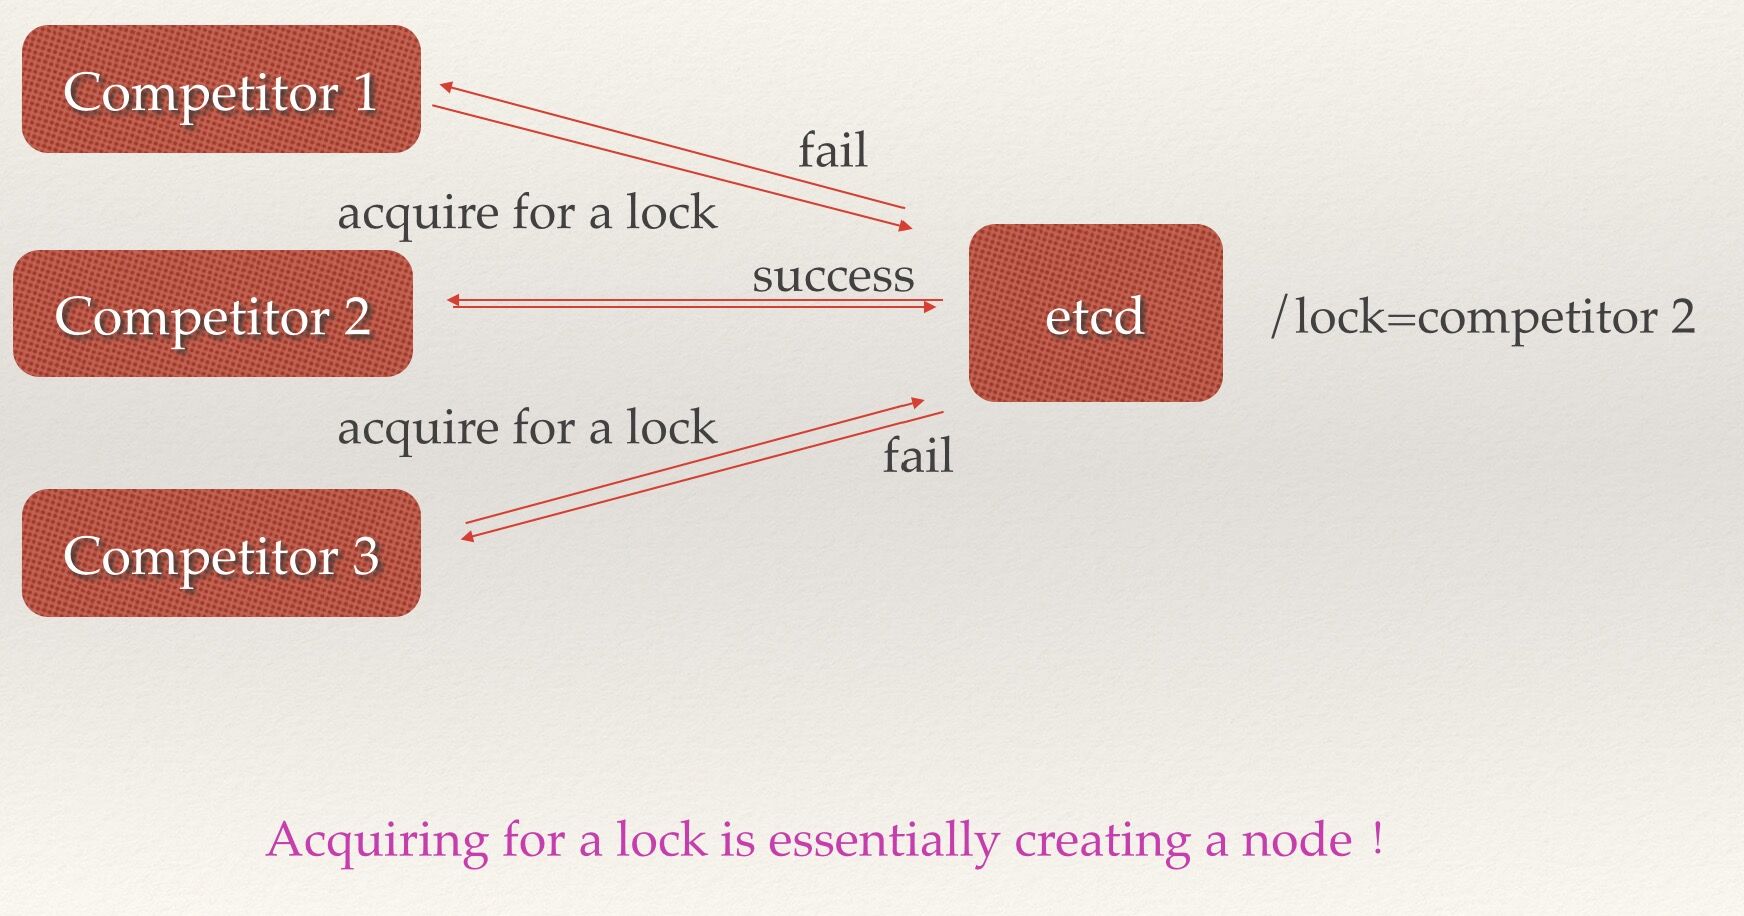 Competitor 1
fail
acquire for a lock
success
Competitor 2
etcd
/lock=competitor 2
acquire for a lock
fail
Competitor 3
Acquiring for a lock is essentially creating a node！